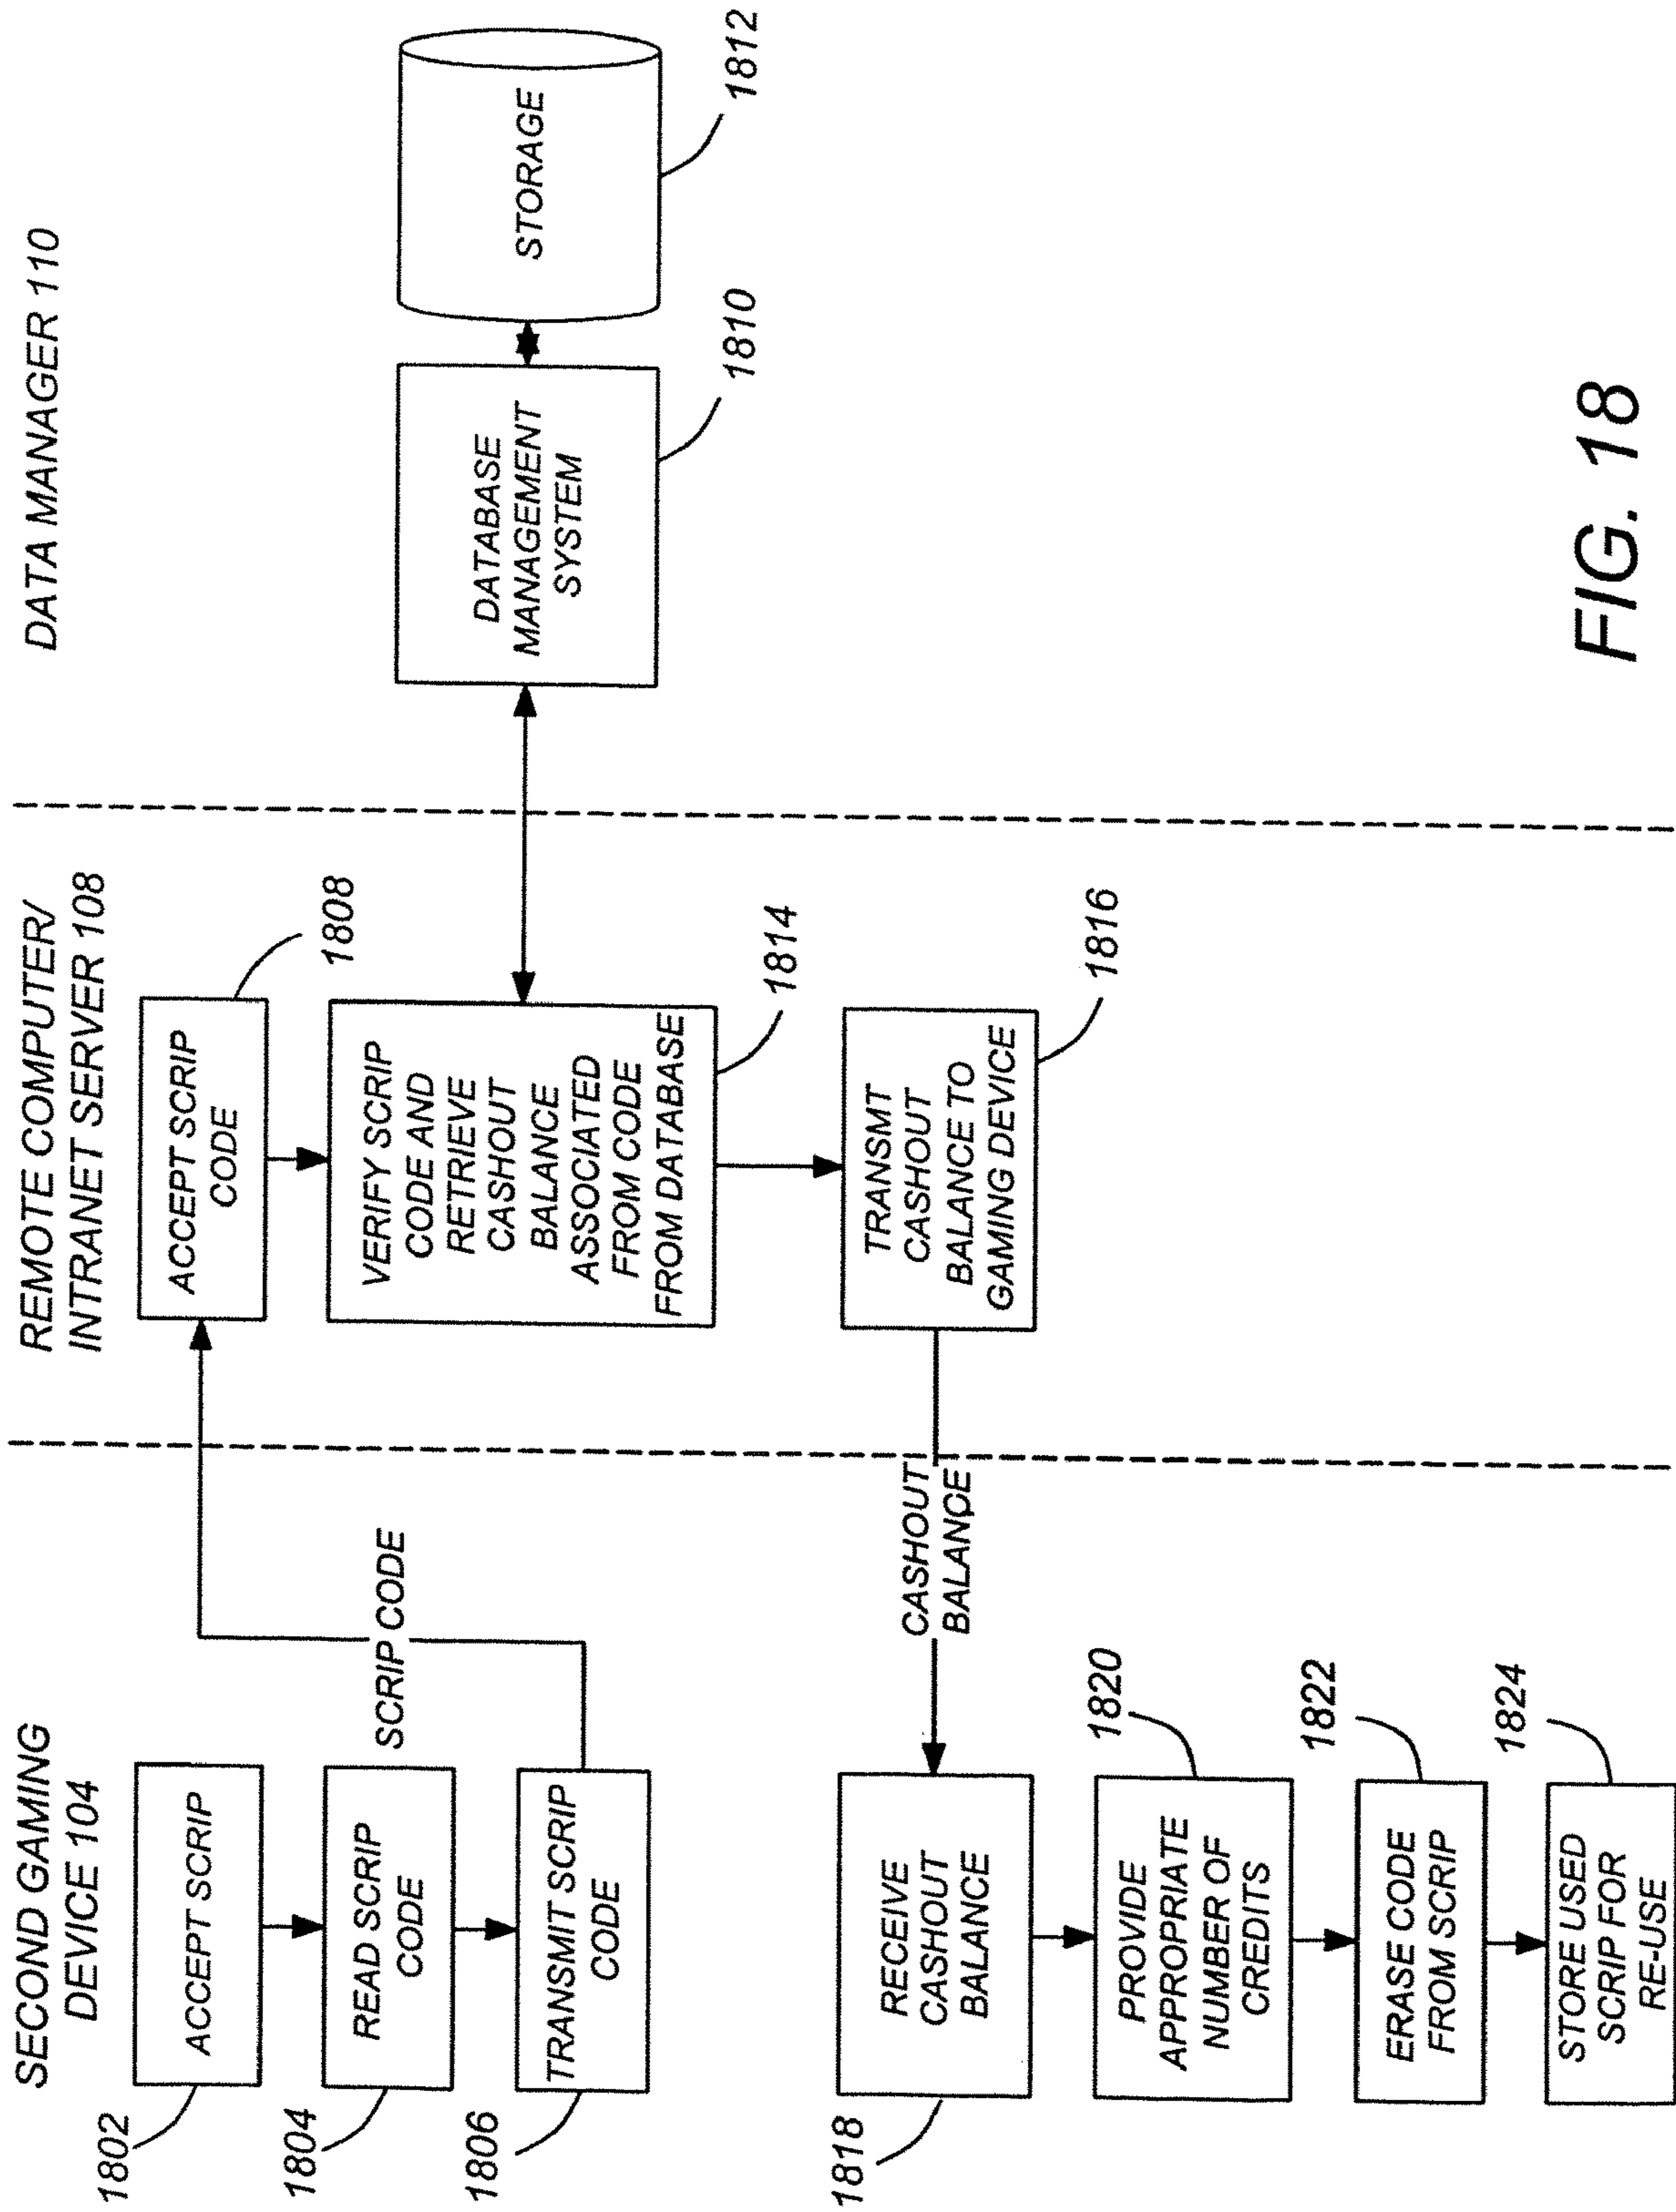 SECOND GAMING
DEVICE 104
REMOTE COMPUTER/
INTRANET SERVER 108
DATA MANAGER 110
1802
ACCEPT SCRIP
1804
READ SCRIP
CODE
1806
TRANSMIT SCRIP
CODE
SCRIP CODE
ACCEPT SCRIP
CODE
1808
VERIFY SCRIP
CODE AND
RETRIEVE
CASHOUT
BALANCE
ASSOCIATED
FROM CODE
FROM DATABASE
1814
DATABASE
MANAGEMENT
SYSTEM
1810
STORAGE
1812
TRANSMT
CASHOUT
BALANCE TO
GAMING DEVICE
1816
CASHOUT
BALANCE
1818
RECEIVE
CASHOUT
BALANCE
PROVIDE
APPROPRIATE
NUMBER OF
CREDITS
1820
ERASE CODE
FROM SCRIP
1822
STORE USED
SCRIP FOR
RE-USE
1824
FIG. 18